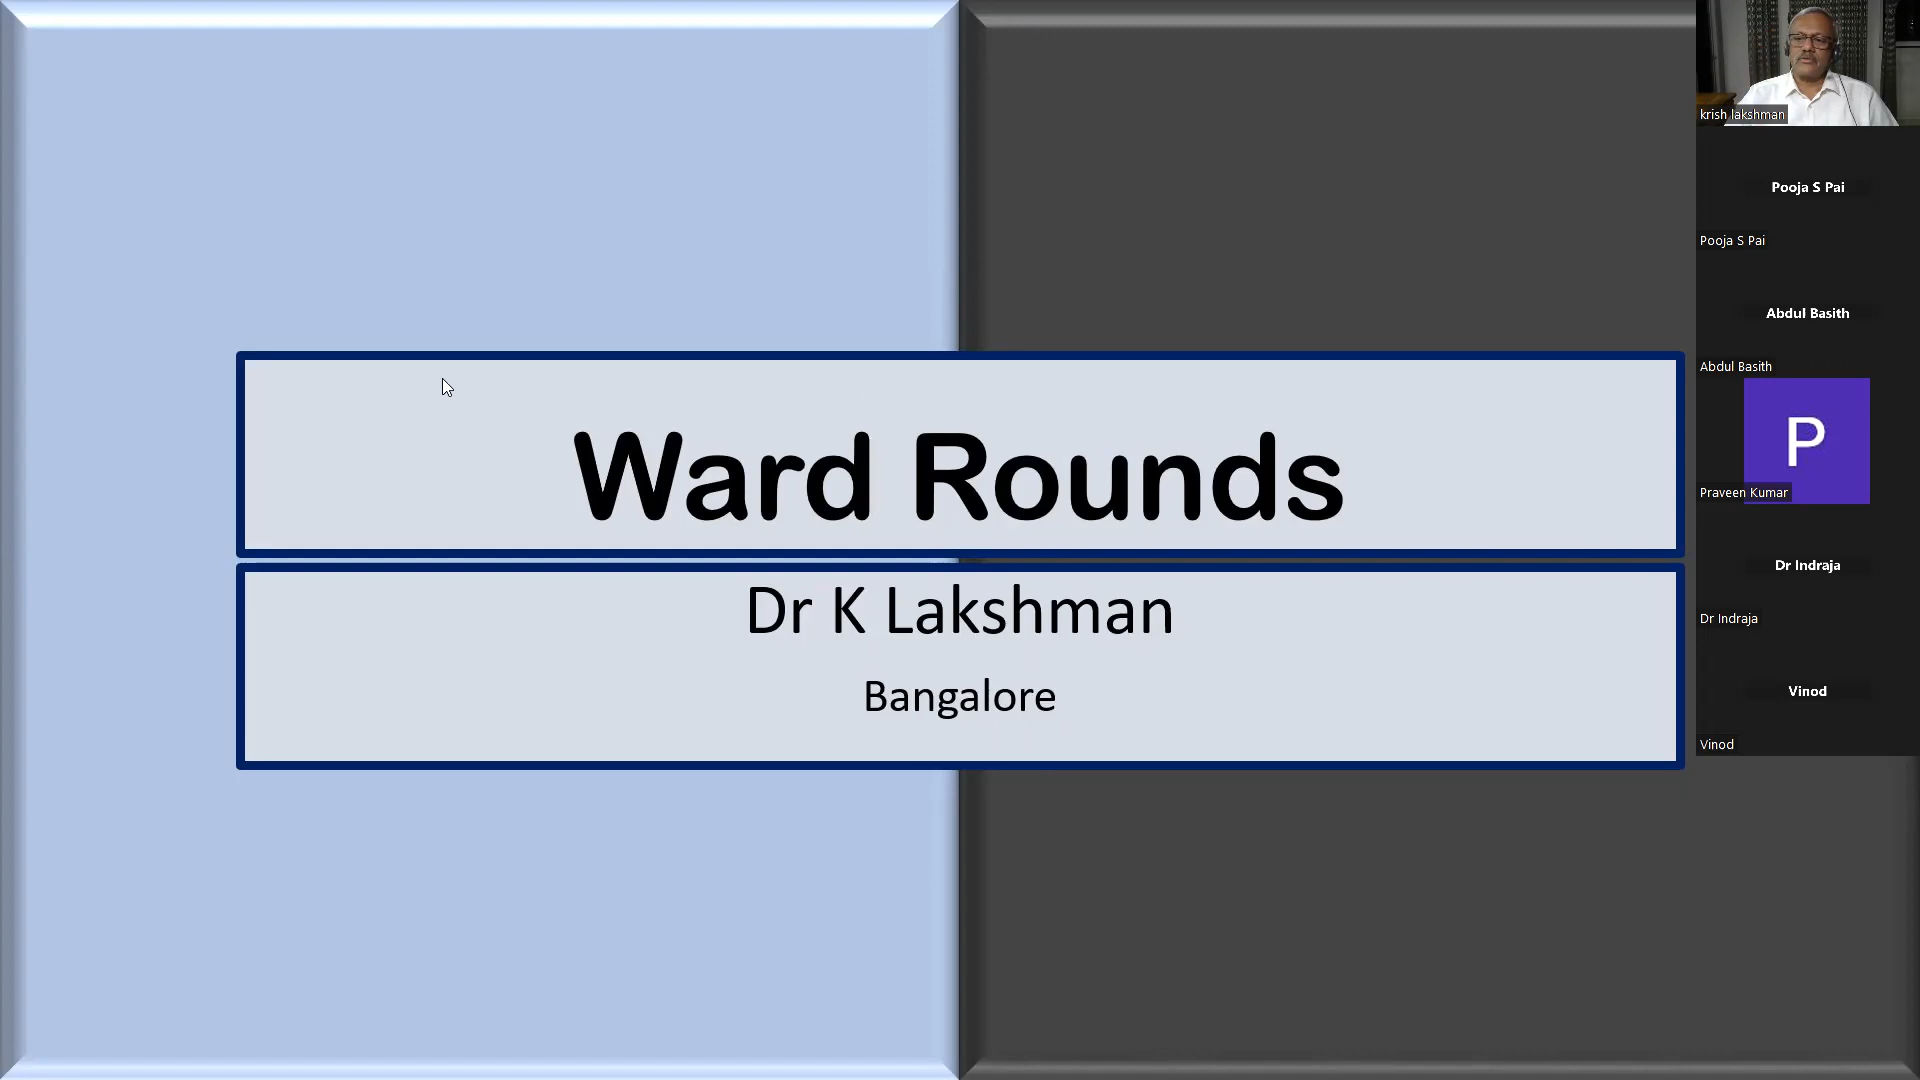 Ward Rounds
Dr K Lakshman
Bangalore
krish lakshman
Pooja S Pai
Pooja S Pai
Abdul Basith
Abdul Basith
P
Praveen Kumar
Dr Indraja
Dr Indraja
Vinod
Vinod